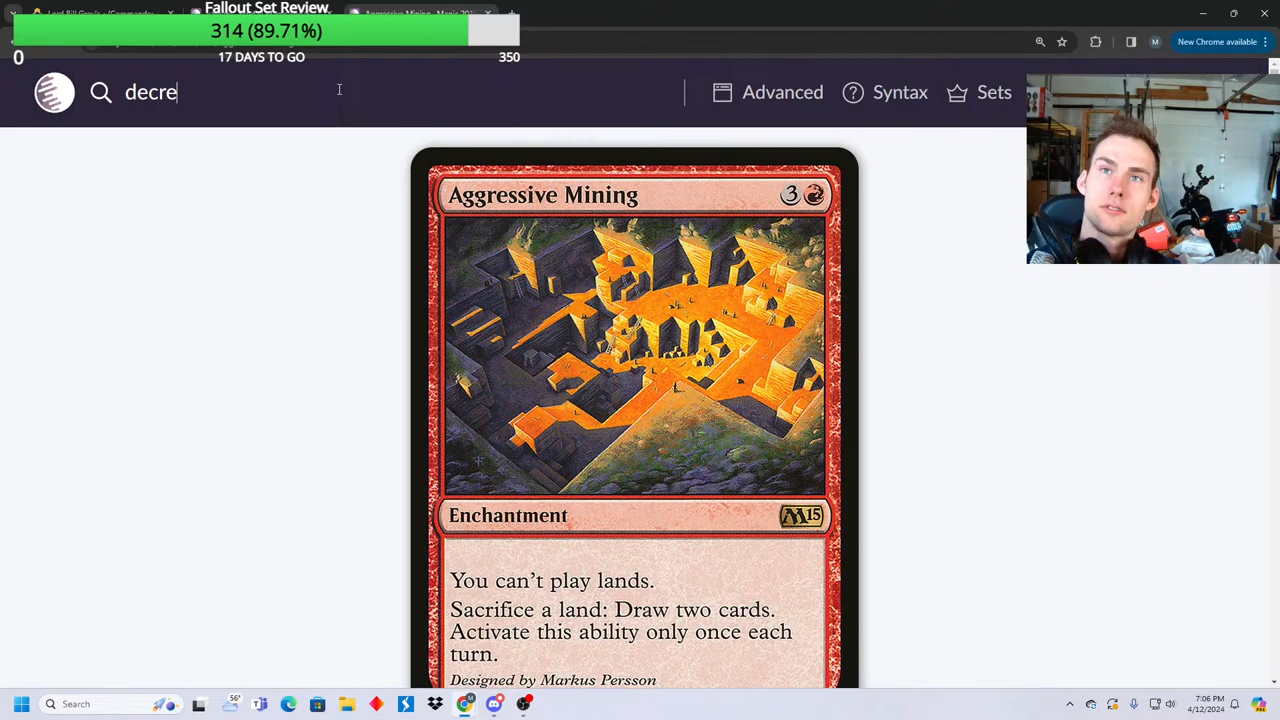 Fallout Set Review
314 (89.71%)
0
17 DAYS TO GO
350
New Chrome available
decre
Advanced
Syntax
Sets
Aggressive Mining
3
Enchantment
M15
You can't play lands.
Sacrifice a land: Draw two cards.
Activate this ability only once each
turn.
Designed by Markus Persson
Search
56°
7:06 PM
4/12/2024